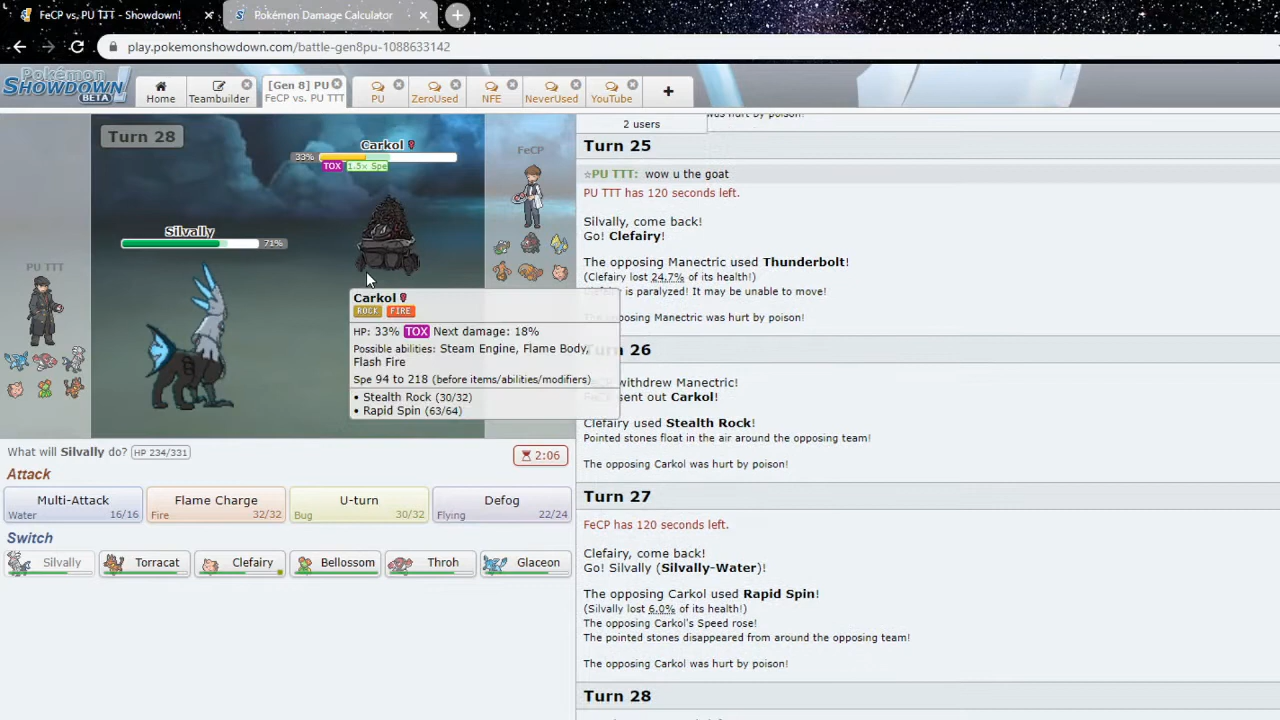 FeCP vs. PU TTT - Showdown!
Pokémon Damage Calculator
play.pokemonshowdown.com/battle-gen8pu-1088633142
Pokémon
SHOWDOWN
BETA
Home
Teambuilder
[Gen 8] PU
FeCP vs. PU TTT
PU
ZeroUsed
NFE
NeverUsed
YouTube
Turn 28
Carkol
33%
TOX 1.5× Spe
Silvally
71%
FeCP
PU TTT
Carkol
ROCK FIRE
HP: 33% TOX Next damage: 18%
Possible abilities: Steam Engine, Flame Body,
Flash Fire
Spe 94 to 218 (before items/abilities/modifiers)
• Stealth Rock (30/32)
• Rapid Spin (63/64)
What will Silvally do? HP 234/331
2:06
Attack
Multi-Attack
Water 16/16
Flame Charge
Fire 32/32
U-turn
Bug 30/32
Defog
Flying 22/24
Switch
Silvally
Torracat
Clefairy
Bellossom
Throh
Glaceon
2 users
was hurt by poison!
Turn 25
☆PU TTT: wow u the goat
PU TTT has 120 seconds left.
Silvally, come back!
Go! Clefairy!
The opposing Manectric used Thunderbolt!
(Clefairy lost 24.7% of its health!)
is paralyzed! It may be unable to move!
opposing Manectric was hurt by poison!
26
withdrew Manectric!
sent out Carkol!
Clefairy used Stealth Rock!
Pointed stones float in the air around the opposing team!
The opposing Carkol was hurt by poison!
Turn 27
FeCP has 120 seconds left.
Clefairy, come back!
Go! Silvally (Silvally-Water)!
The opposing Carkol used Rapid Spin!
(Silvally lost 6.0% of its health!)
The opposing Carkol's Speed rose!
The pointed stones disappeared from around the opposing team!
The opposing Carkol was hurt by poison!
Turn 28